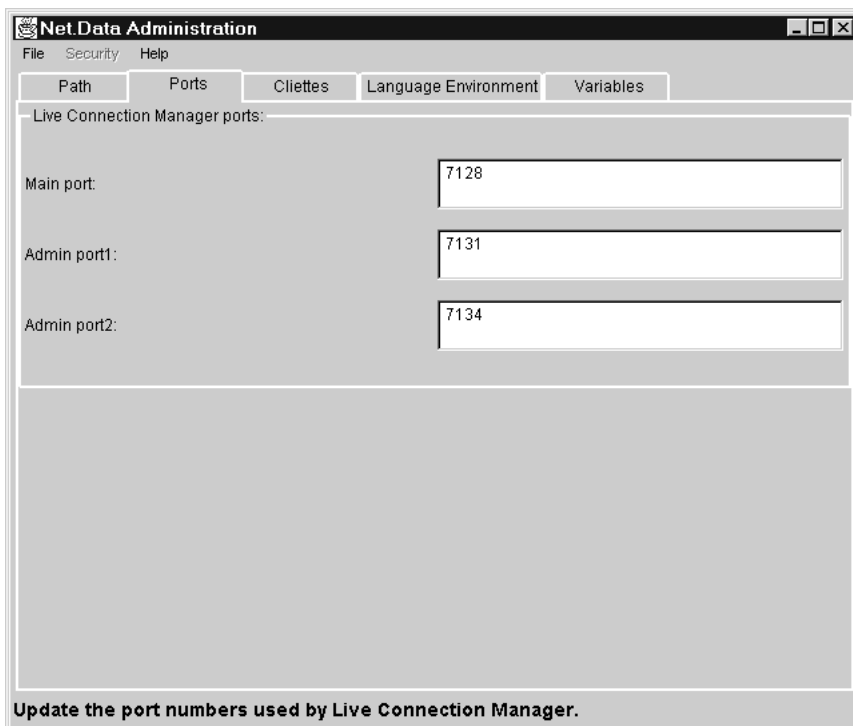 Net.Data Administration
File Security Help
Path Ports Cliettes Language Environment Variables
Live Connection Manager ports:
Main port: 7128
Admin port1: 7131
Admin port2: 7134
Update the port numbers used by Live Connection Manager.